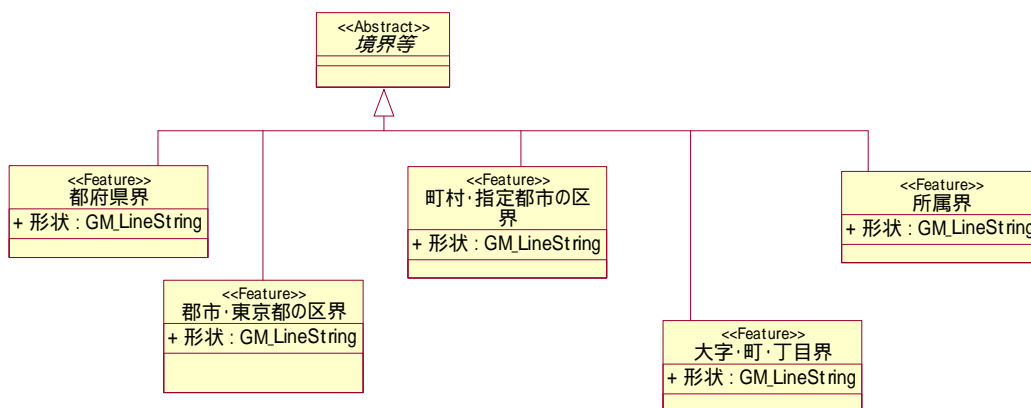 <<Abstract>>
境界等
<<Feature>>
都府県界
+ 形状 : GM_LineString
<<Feature>>
郡市・東京都の区界
+ 形状 : GM_LineString
<<Feature>>
町村・指定都市の区
界
+ 形状 : GM_LineString
<<Feature>>
大字・町・丁目界
+ 形状 : GM_LineString
<<Feature>>
所属界
+ 形状 : GM_LineString